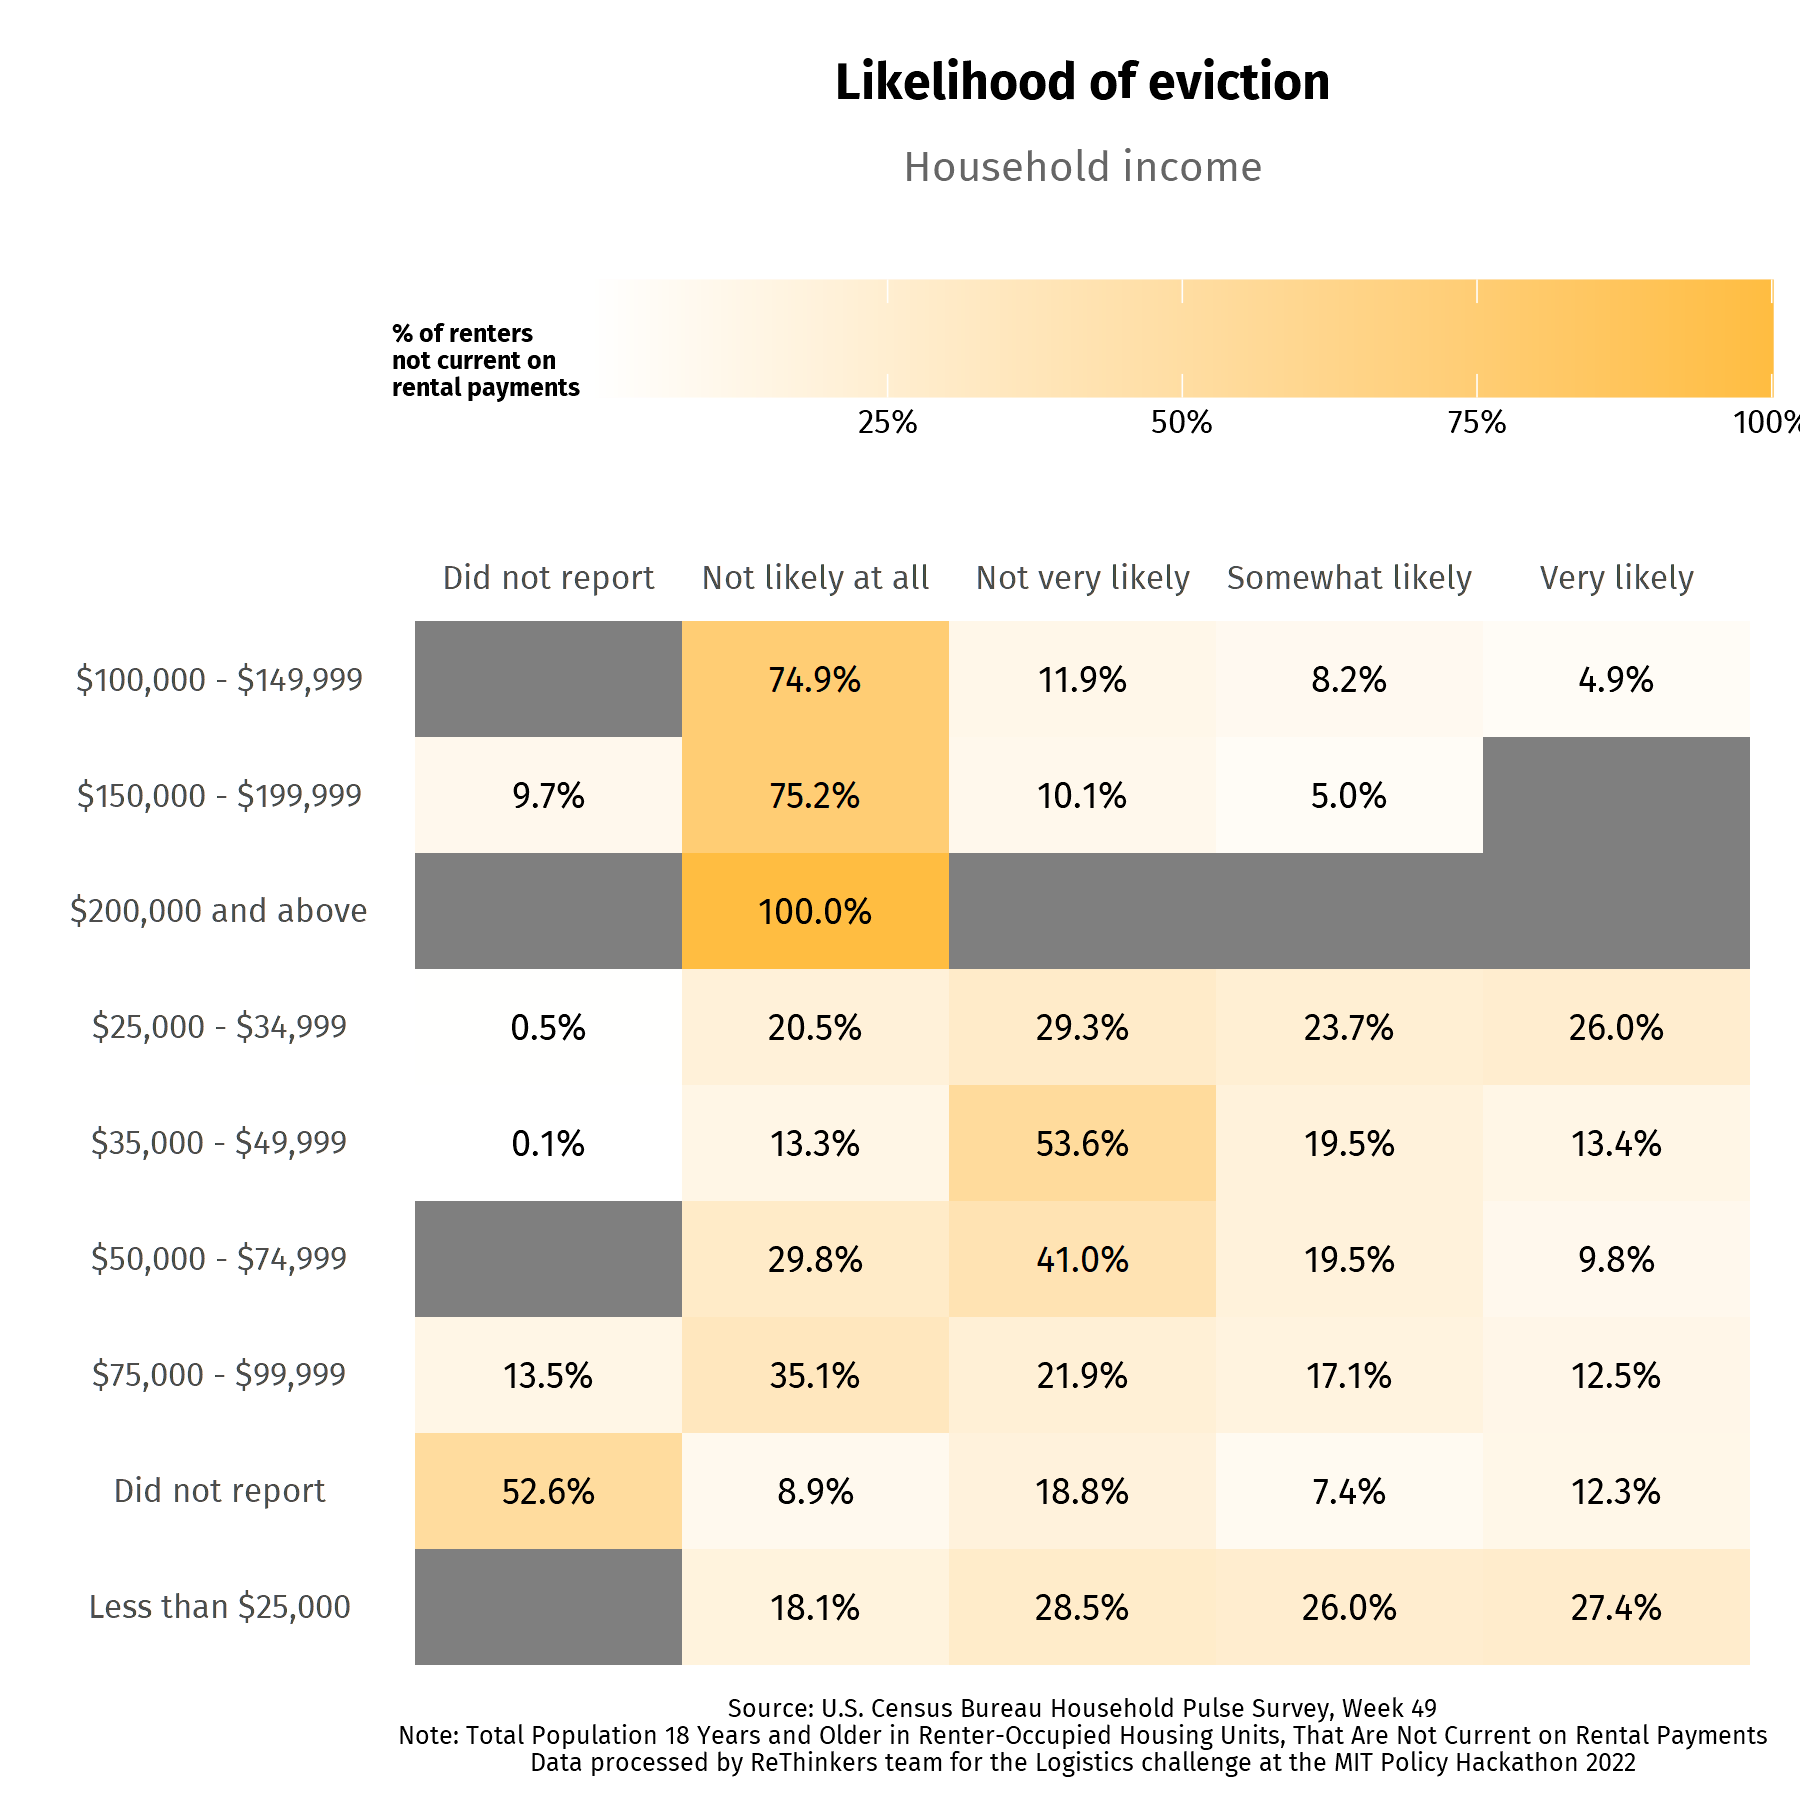 Likelihood of eviction
Household income
% of renters
not current on
rental payments
25% 50% 75% 100%
Did not report Not likely at all Not very likely Somewhat likely Very likely
$100,000 - $149,999 74.9% 11.9% 8.2% 4.9%
$150,000 - $199,999 9.7% 75.2% 10.1% 5.0%
$200,000 and above 100.0%
$25,000 - $34,999 0.5% 20.5% 29.3% 23.7% 26.0%
$35,000 - $49,999 0.1% 13.3% 53.6% 19.5% 13.4%
$50,000 - $74,999 29.8% 41.0% 19.5% 9.8%
$75,000 - $99,999 13.5% 35.1% 21.9% 17.1% 12.5%
Did not report 52.6% 8.9% 18.8% 7.4% 12.3%
Less than $25,000 18.1% 28.5% 26.0% 27.4%
Source: U.S. Census Bureau Household Pulse Survey, Week 49
Note: Total Population 18 Years and Older in Renter-Occupied Housing Units, That Are Not Current on Rental Payments
Data processed by ReThinkers team for the Logistics challenge at the MIT Policy Hackathon 2022